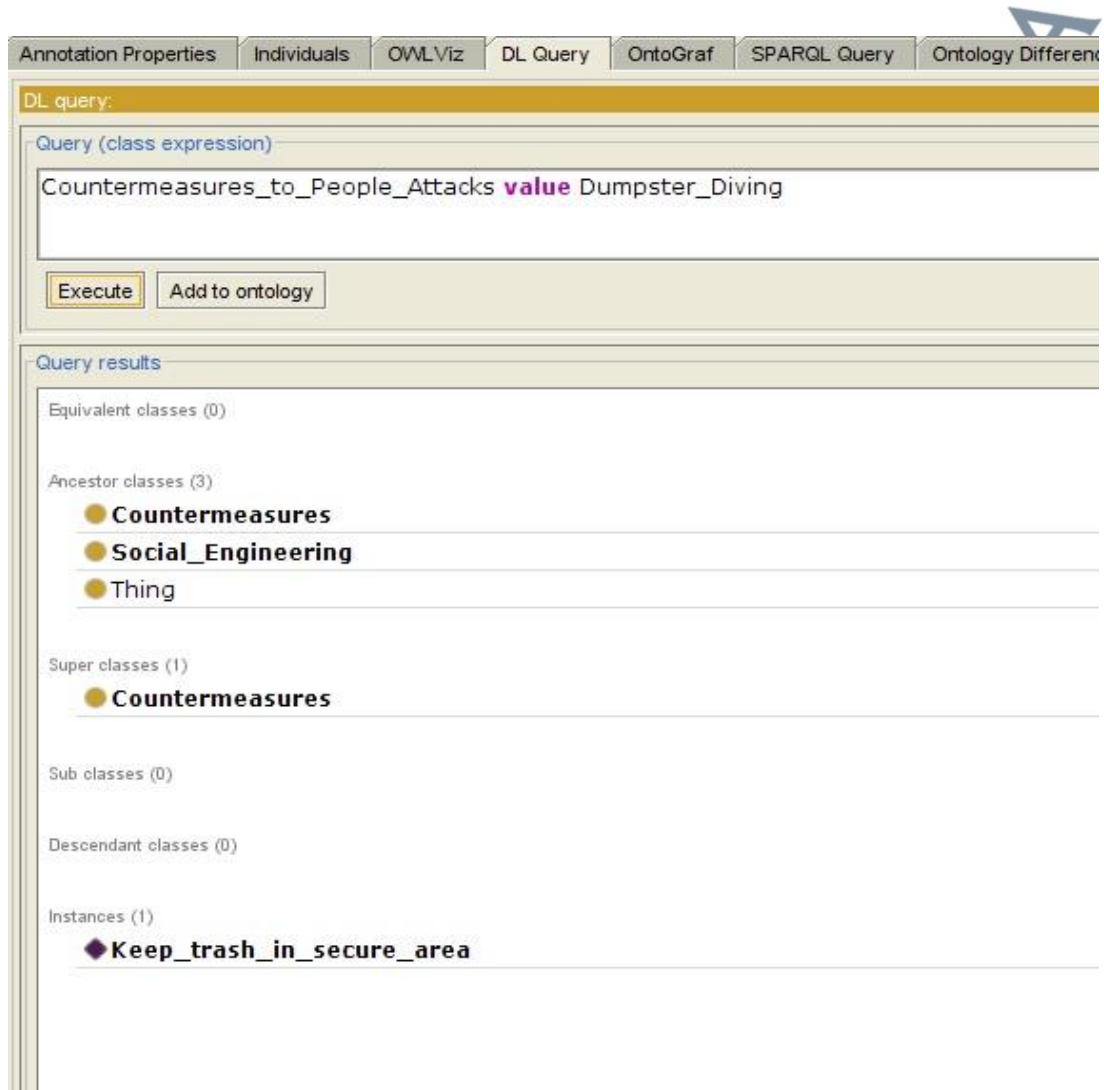 Annotation Properties Individuals OWLViz DL Query OntoGraf SPARQL Query Ontology Differenc
DL query:
Query (class expression)
Countermeasures_to_People_Attacks value Dumpster_Diving
Execute Add to ontology
Query results
Equivalent classes (0)
Ancestor classes (3)
Countermeasures
Social_Engineering
Thing
Super classes (1)
Countermeasures
Sub classes (0)
Descendant classes (0)
Instances (1)
Keep_trash_in_secure_area